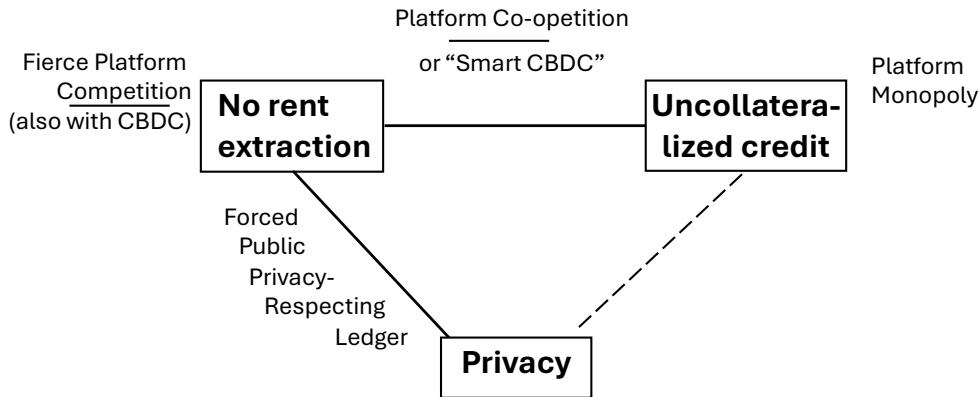 Platform Co-opetition
or “Smart CBDC”
Fierce Platform
Competition
(also with CBDC)
No rent
extraction
Uncollatera-
lized credit
Platform
Monopoly
Forced
Public
Privacy-
Respecting
Ledger
Privacy